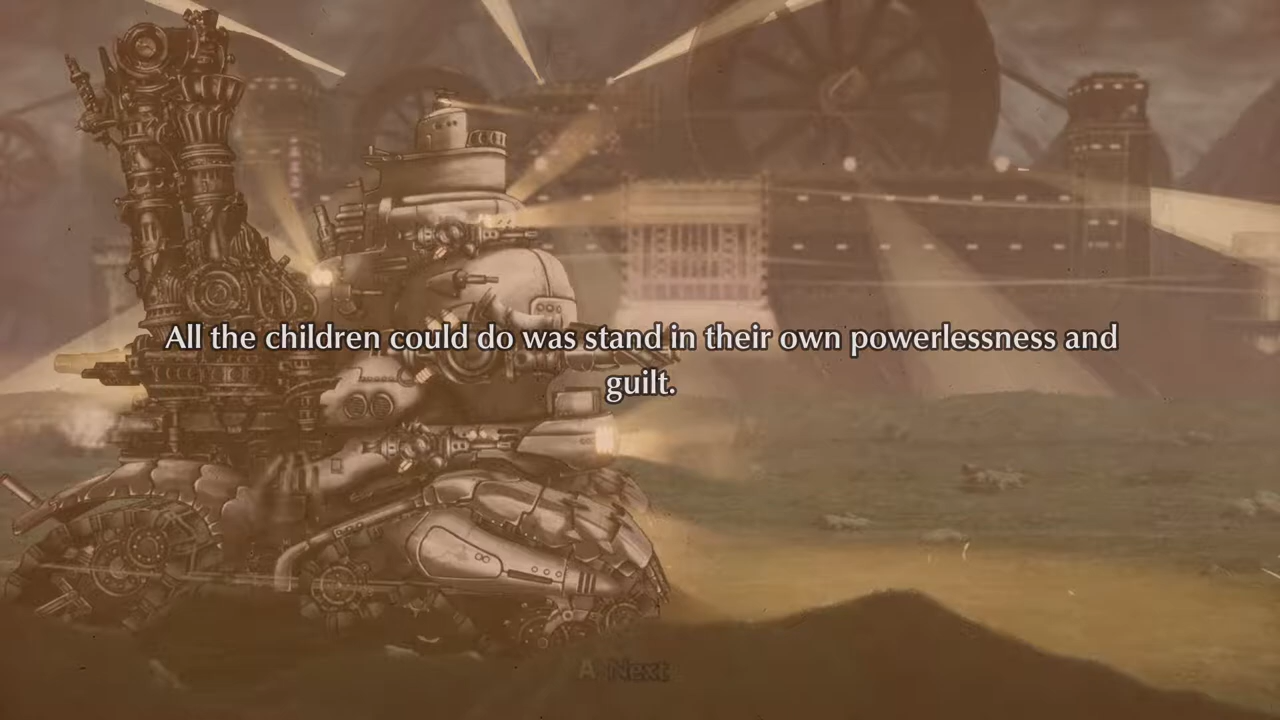 All the children could do was stand in their own powerlessness and
guilt.
A Next